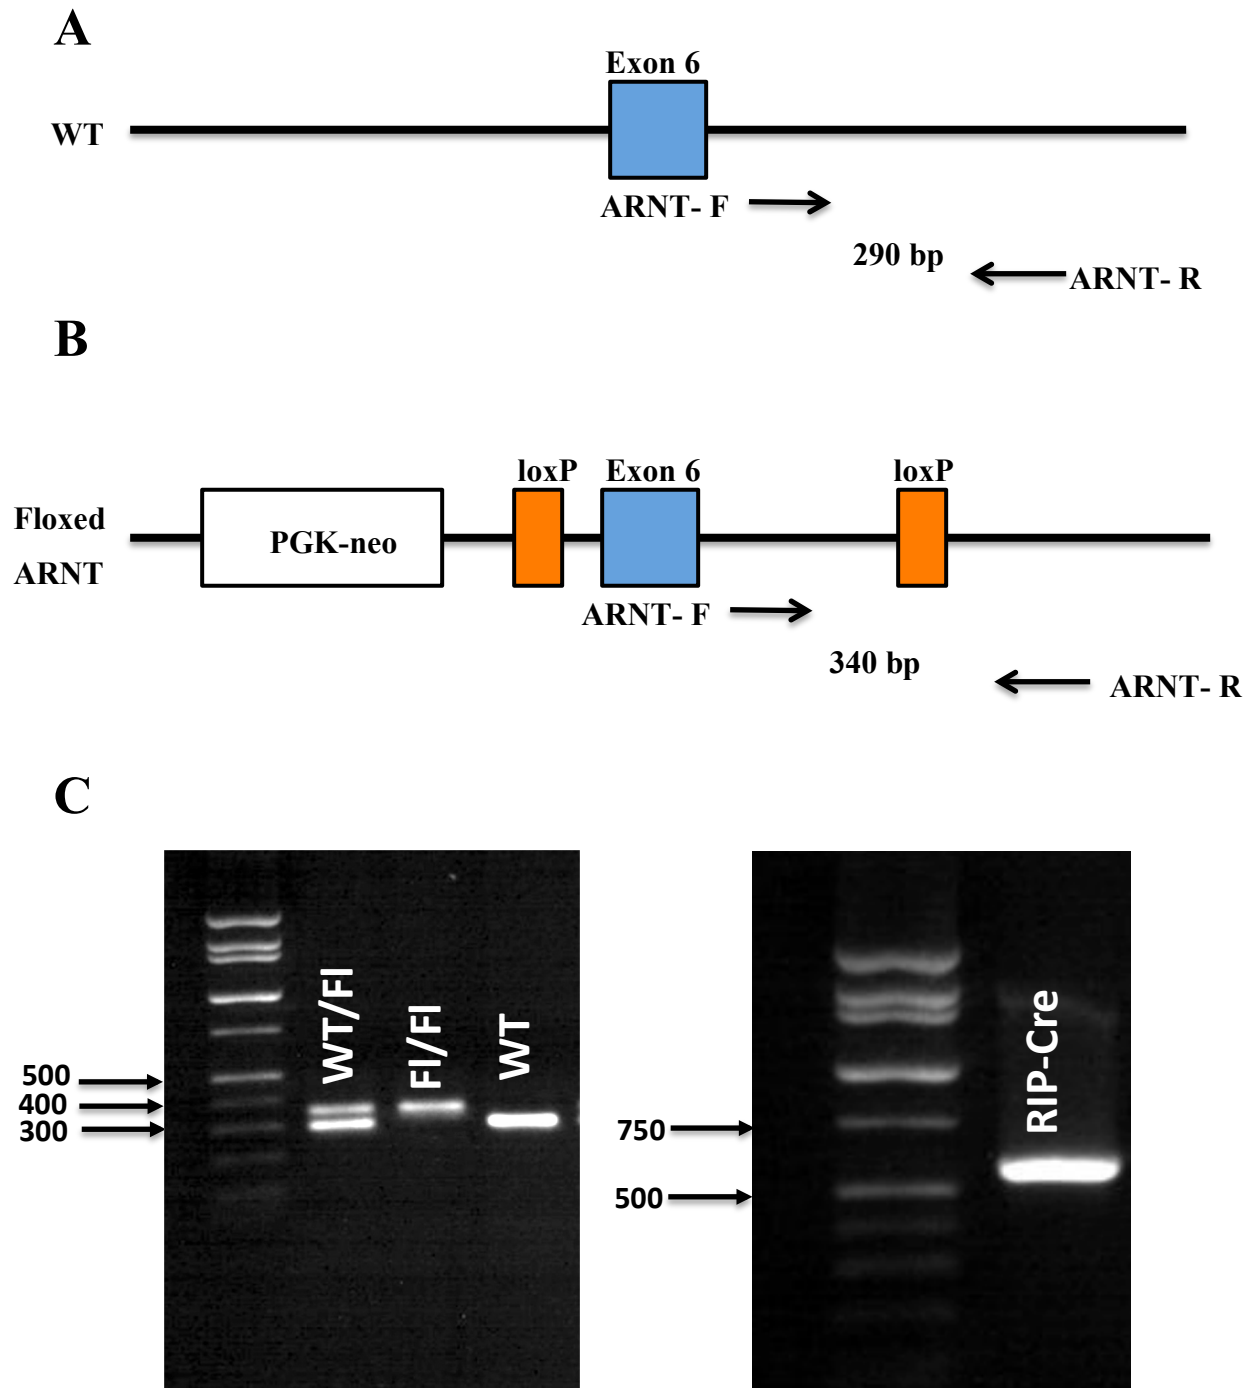 A
Exon 6
WT
ARNT- F
290 bp
ARNT- R
B
loxP Exon 6 loxP
Floxed
ARNT
PGK-neo
ARNT- F
340 bp
ARNT- R
C
WT/Fl
Fl/Fl
WT
500
400
300
RIP-Cre
750
500